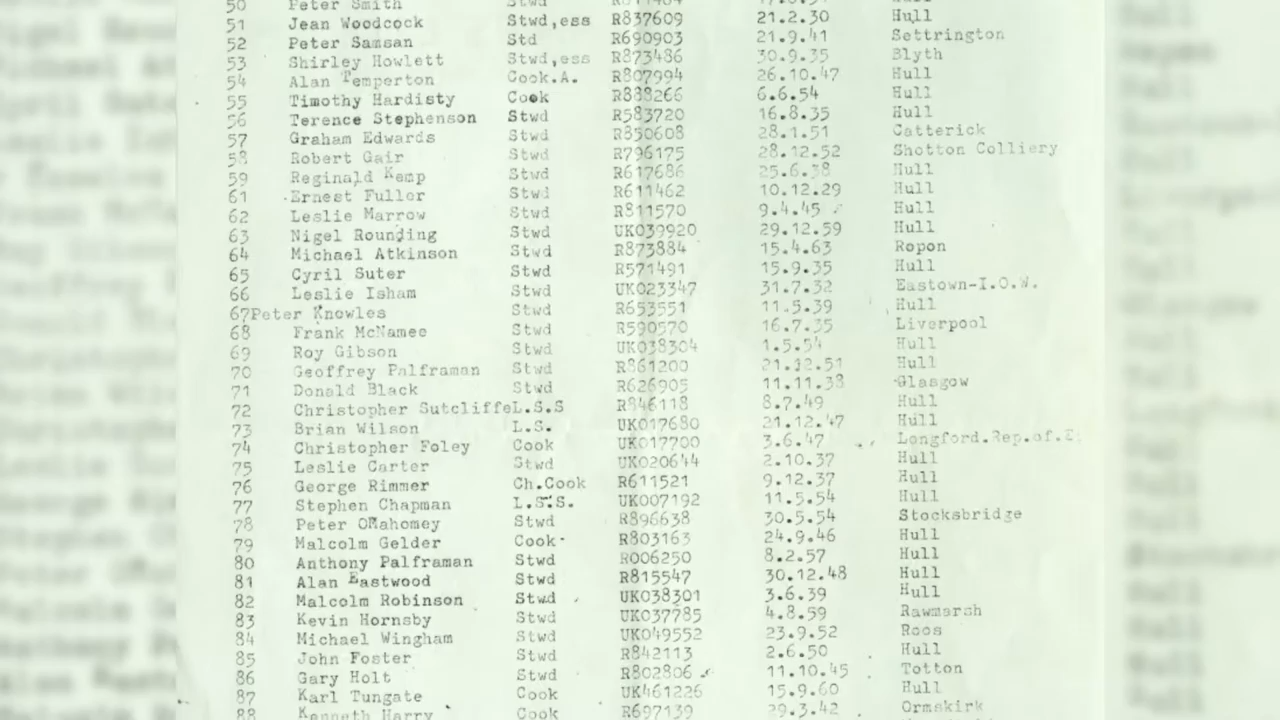 50 Peter Smith Stwd
51 Jean Woodcock Stwd,ess R837609 21.2.30 Hull
52 Peter Samsan Std R690903 21.9.41 Settrington
53 Shirley Howlett Stwd,ess R873486 30.9.35 Blyth
54 Alan Temperton Cook.A. R807994 26.10.47 Hull
55 Timothy Hardisty Cook R888266 6.6.54 Hull
56 Terence Stephenson Stwd R583720 16.8.35 Hull
57 Graham Edwards Stwd R850608 28.1.51 Catterick
58 Robert Gair Stwd R796175 28.12.52 Shotton Colliery
59 Reginald Kemp Stwd R617686 25.6.38 Hull
61 Ernest Fuller Stwd R611462 10.12.29 Hull
62 Leslie Marrow Stwd R811570 9.4.45 Hull
63 Nigel Rounding Stwd UK039920 29.12.59 Hull
64 Michael Atkinson Stwd R873884 15.4.63 Ropon
65 Cyril Suter Stwd R571491 15.9.35 Hull
66 Leslie Isham Stwd UK023347 31.7.32 Eastown-I.O.W.
67Peter Knowles Stwd R653551 11.5.39 Hull
68 Frank McNamee Stwd R590570 16.7.35 Liverpool
69 Roy Gibson Stwd UK038304 1.5.54 Hull
70 Geoffrey Palframan Stwd R861200 21.12.51 Hull
71 Donald Black Stwd R626905 11.11.38 Glasgow
72 Christopher SutcliffeL.S.S R846118 8.7.49 Hull
73 Brian Wilson L.S. UK017680 21.12.47 Hull
74 Christopher Foley Cook UK017700 3.6.47 Longford.Rep.of.E
75 Leslie Carter Stwd UK020644 2.10.37 Hull
76 George Rimmer Ch.Cook R611521 9.12.37 Hull
77 Stephen Chapman L.S.S. UK007192 11.5.54 Hull
78 Peter OMahomey Stwd R896638 30.5.54 Stocksbridge
79 Malcolm Gelder Cook R803163 24.9.46 Hull
80 Anthony Palframan Stwd R006250 8.2.57 Hull
81 Alan Eastwood Stwd R815547 30.12.48 Hull
82 Malcolm Robinson Stwd UK038301 3.6.39 Hull
83 Kevin Hornsby Stwd UK037785 4.8.59 Rawmarsh
84 Michael Wingham Stwd UK049552 23.9.52 Roos
85 John Foster Stwd R842113 2.6.50 Hull
86 Gary Holt Stwd R802806 11.10.45 Totton
87 Karl Tungate Cook UK461226 15.9.60 Hull
88 Kenneth Harry Cook R697139 29.3.42 Ormskirk